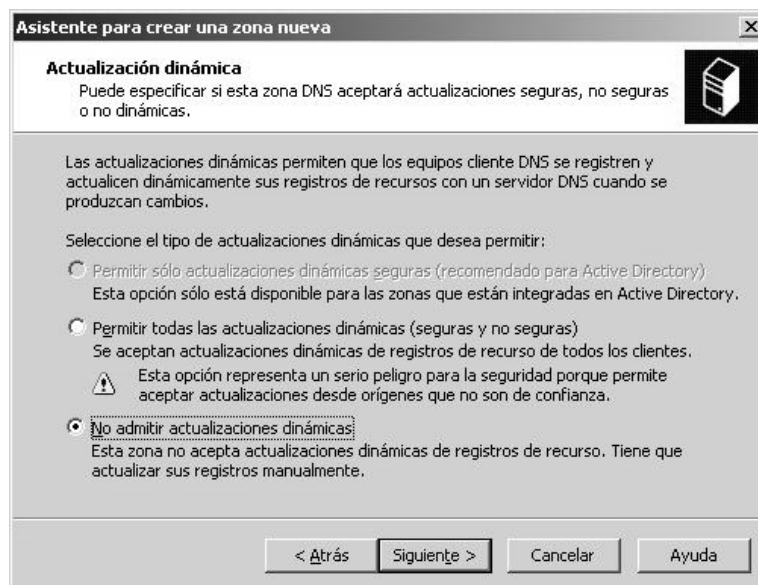 Asistente para crear una zona nueva
Actualización dinámica
Puede especificar si esta zona DNS aceptará actualizaciones seguras, no seguras
o no dinámicas.
Las actualizaciones dinámicas permiten que los equipos cliente DNS se registren y
actualicen dinámicamente sus registros de recursos con un servidor DNS cuando se
produzcan cambios.
Seleccione el tipo de actualizaciones dinámicas que desea permitir:
Permitir sólo actualizaciones dinámicas seguras (recomendado para Active Directory)
Esta opción sólo está disponible para las zonas que están integradas en Active Directory.
Permitir todas las actualizaciones dinámicas (seguras y no seguras)
Se aceptan actualizaciones dinámicas de registros de recurso de todos los clientes.
Esta opción representa un serio peligro para la seguridad porque permite
aceptar actualizaciones desde orígenes que no son de confianza.
No admitir actualizaciones dinámicas
Esta zona no acepta actualizaciones dinámicas de registros de recurso. Tiene que
actualizar sus registros manualmente.
< Atrás Siguiente > Cancelar Ayuda